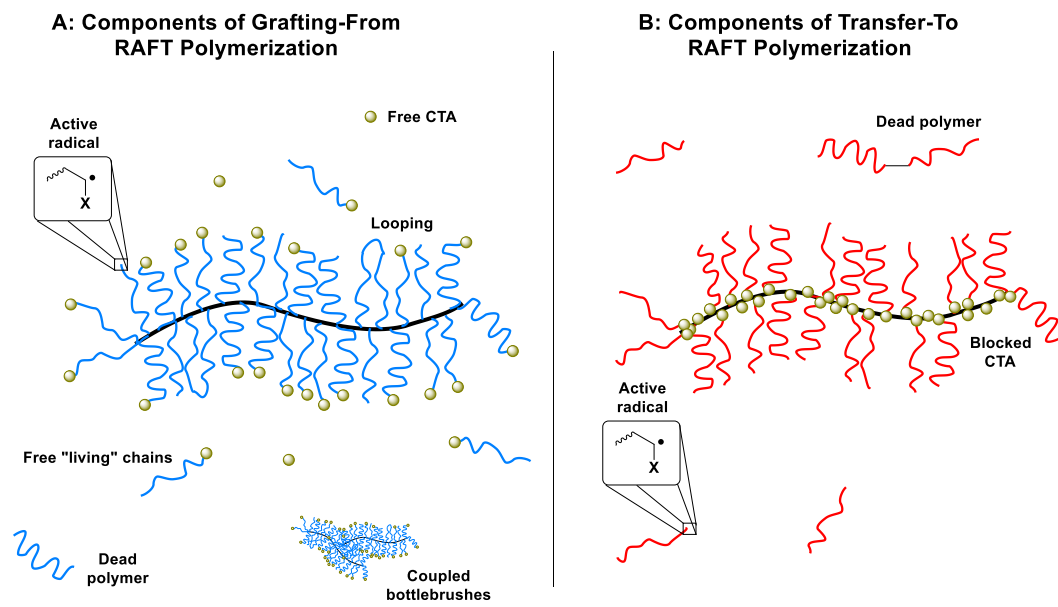 A: Components of Grafting-From
RAFT Polymerization
Active
radical
X
Free CTA
Looping
Free "living" chains
Dead
polymer
Coupled
bottlebrushes
B: Components of Transfer-To
RAFT Polymerization
Dead polymer
Blocked
CTA
Active
radical
X